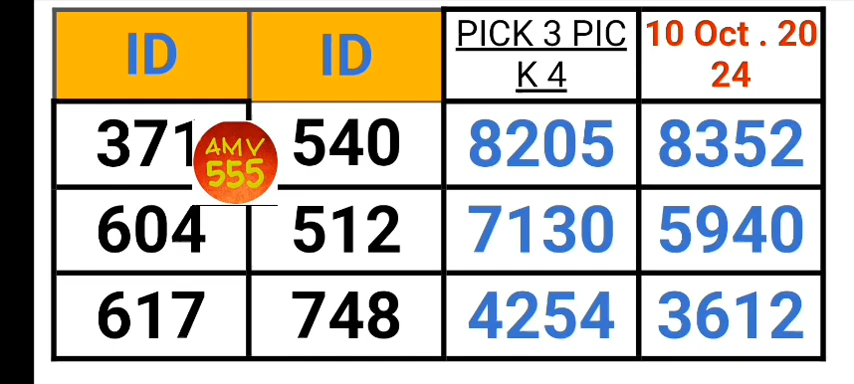 ID ID PICK 3 PIC 10 Oct . 20
K 4 24
371 540 8205 8352
AMV
555
604 512 7130 5940
617 748 4254 3612